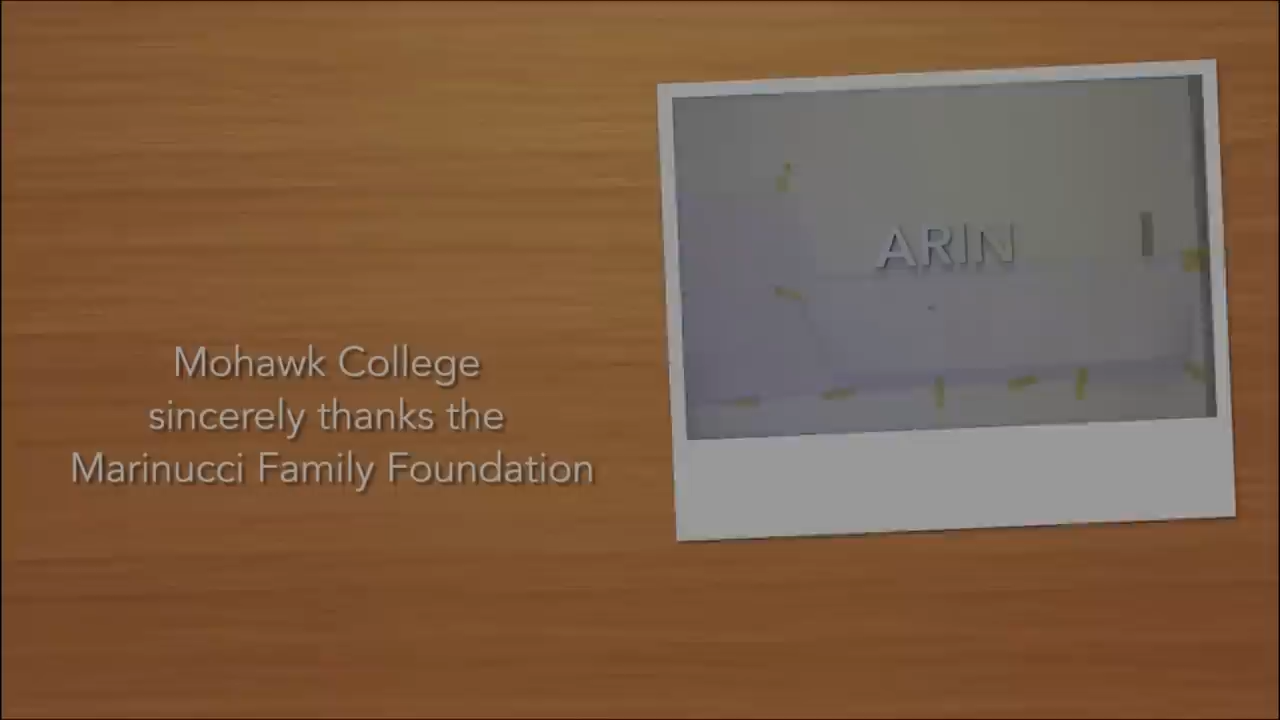 Mohawk College
sincerely thanks the
Marinucci Family Foundation
ARIN